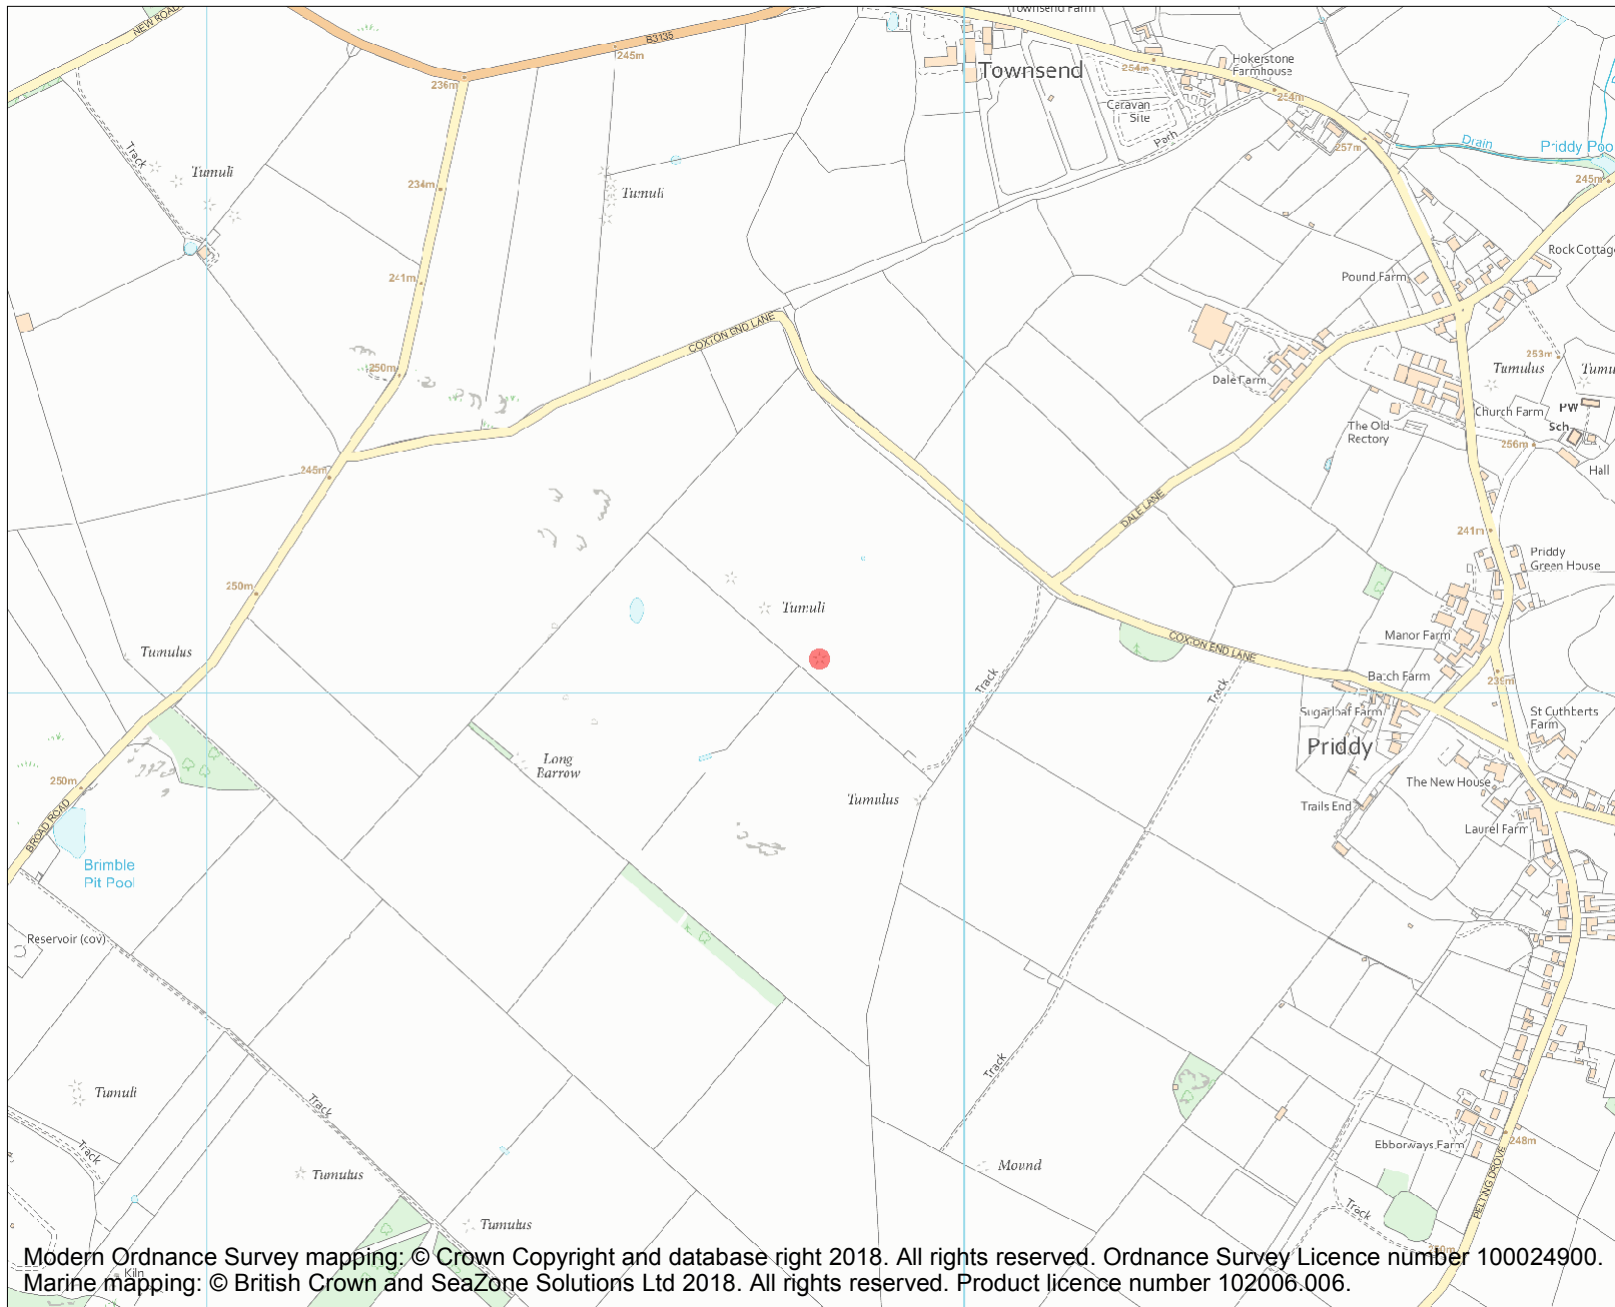 NEW ROAD
B3135
245m
236m
Townsend Farm
Townsend
254m
Hokerstone
Farmhouse
254m
Caravan
Site
Path
257m
Drain
Priddy Poo
245m
Track
Tumuli
234m
Tumuli
Rock Cottag
Pound Farm
241m
COXTON END LANE
250m
253m
Tumulus
Tumu
Dale Farm
Church Farm
PW
Sch
The Old
Rectory
256m
Hall
245m
DALE LANE
241m
Priddy
Green House
250m
Tumuli
Manor Farm
COXTON END LANE
Tumulus
Batch Farm
239m
Track
Track
Sugarloaf Farm
St Cuthberts
Farm
Priddy
Long
Barrow
250m
The New House
Tumulus
Trails End
BROAD ROAD
Laurel Farm
Brimble
Pit Pool
Reservoir (cov)
Track
Tumuli
Track
Track
Ebborways Farm
248m
Mound
Tumulus
PELTING DROVE
Track
Tumulus
Modern Ordnance Survey mapping: © Crown Copyright and database right 2018. All rights reserved. Ordnance Survey Licence number 100024900.
Kiln
Marine mapping: © British Crown and SeaZone Solutions Ltd 2018. All rights reserved. Product licence number 102006.006.